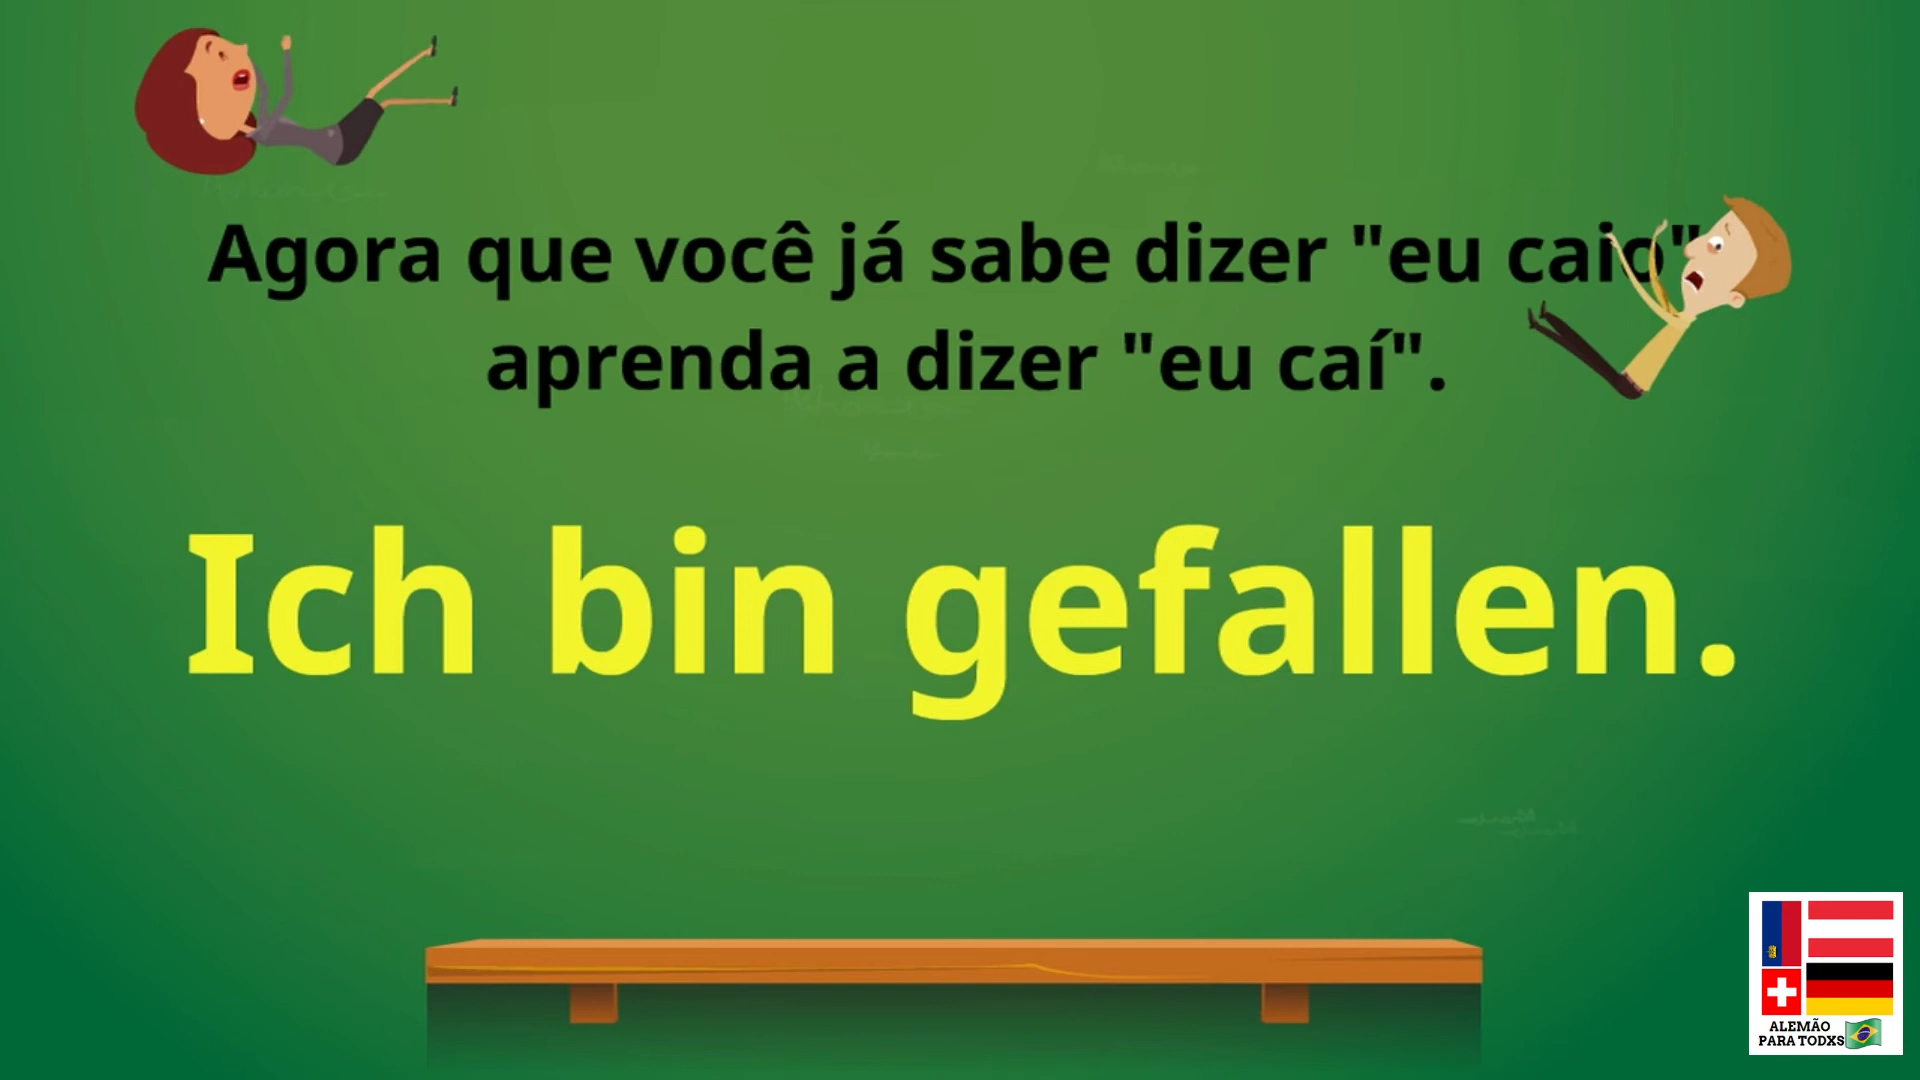 Agora que você já sabe dizer "eu caio"
aprenda a dizer "eu caí".
Ich bin gefallen.
ALEMÃO
PARA TODXS